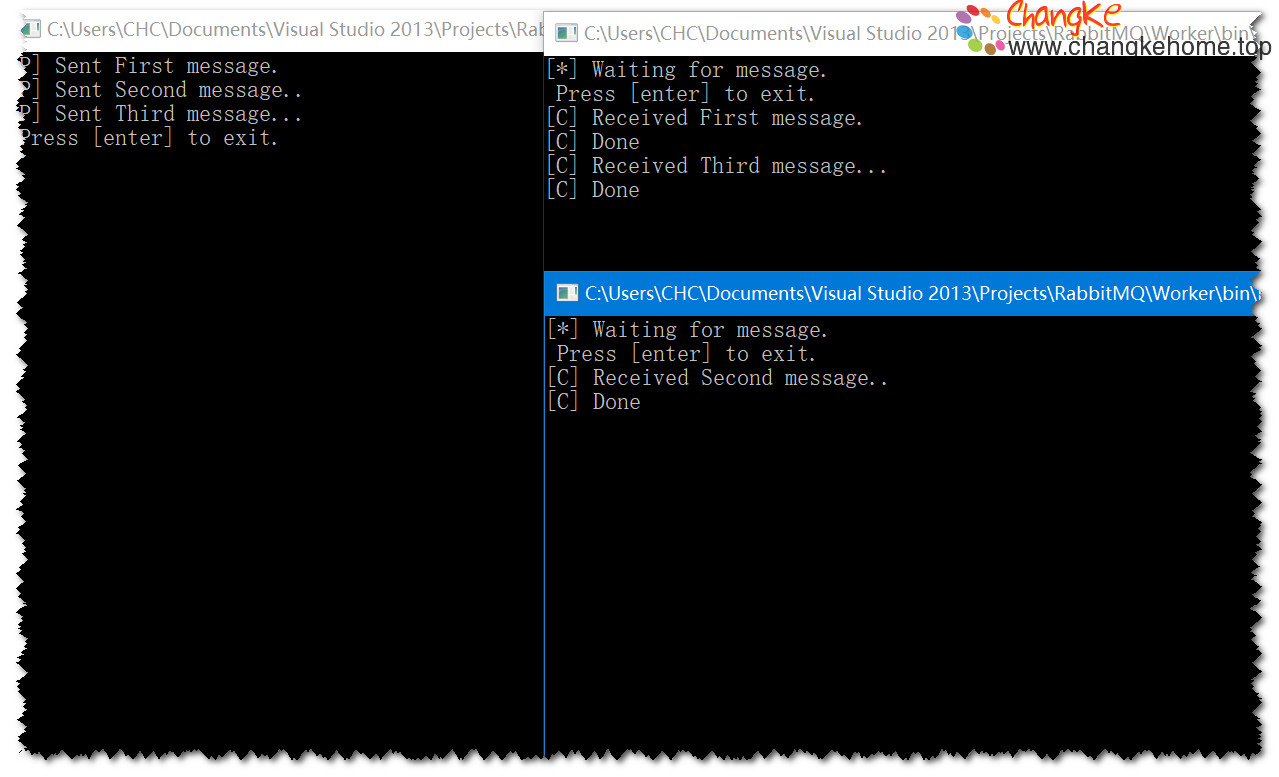 C:\Users\CHC\Documents\Visual Studio 2013\Projects\Rab
P] Sent First message.
P] Sent Second message..
P] Sent Third message...
Press [enter] to exit.
ChangKe
www.changkehome.top
C:\Users\CHC\Documents\Visual Studio 2013\Projects\RabbitMQ\Worker\bin\
[*] Waiting for message.
Press [enter] to exit.
[C] Received First message.
[C] Done
[C] Received Third message...
[C] Done
C:\Users\CHC\Documents\Visual Studio 2013\Projects\RabbitMQ\Worker\bin\
[*] Waiting for message.
Press [enter] to exit.
[C] Received Second message..
[C] Done